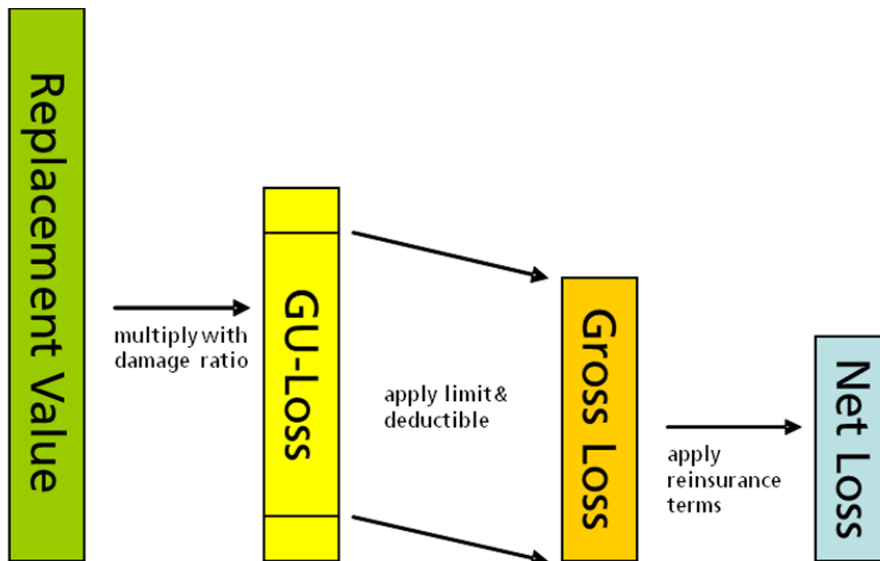 Replacement Value
multiply with
damage ratio
GU-Loss
apply limit &
deductible
Gross Loss
apply
reinsurance
terms
Net Loss